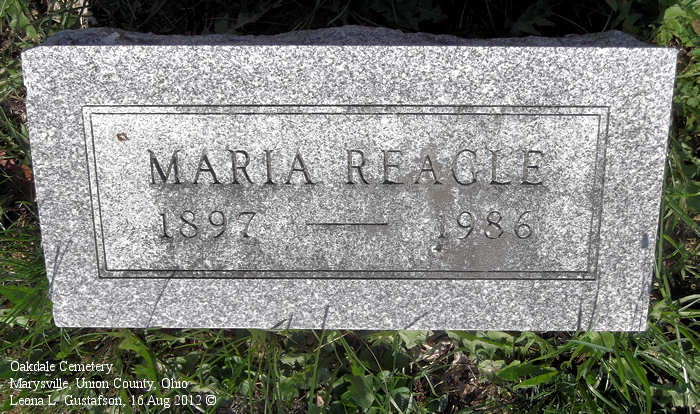 MARIA REAGLE
1897 — 1986
Oakdale Cemetery
Marysville, Union County, Ohio
Leona L. Gustafson, 16 Aug 2012 ©